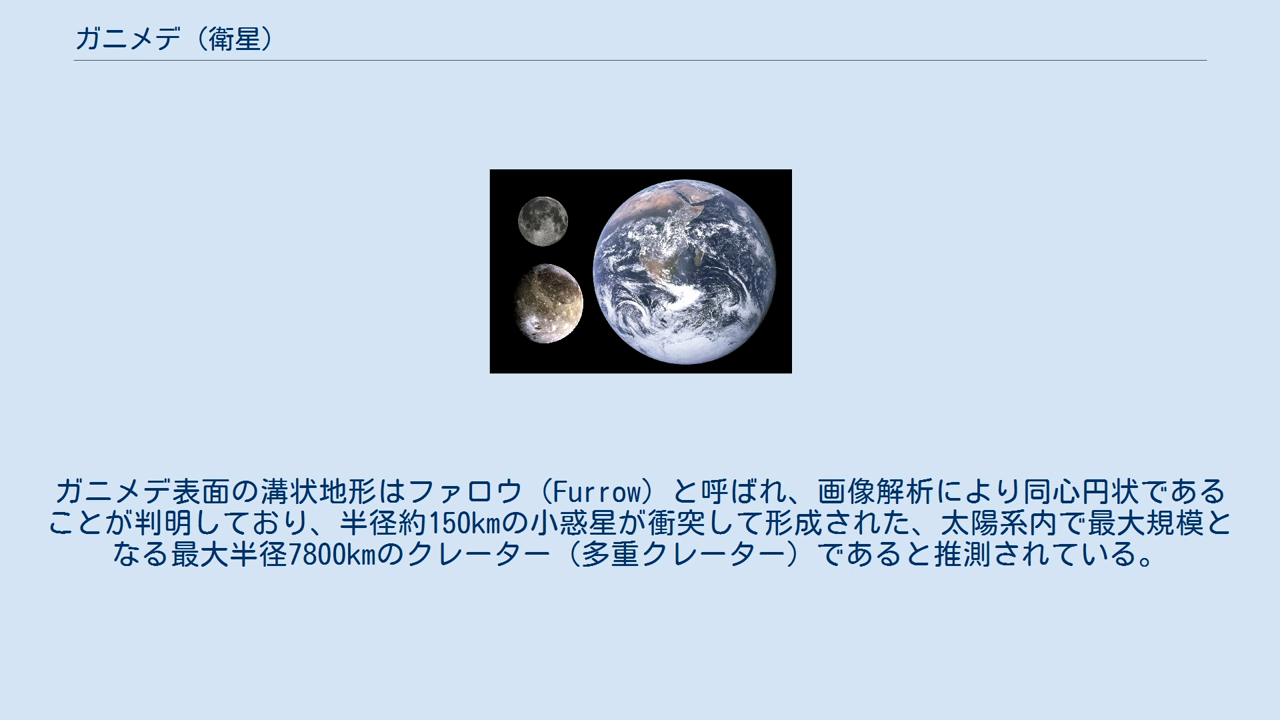 ガニメデ（衛星）
ガニメデ表面の溝状地形はファロウ（Furrow）と呼ばれ、画像解析により同心円状である
ことが判明しており、半径約150kmの小惑星が衝突して形成された、太陽系内で最大規模と
なる最大半径7800kmのクレーター（多重クレーター）であると推測されている。